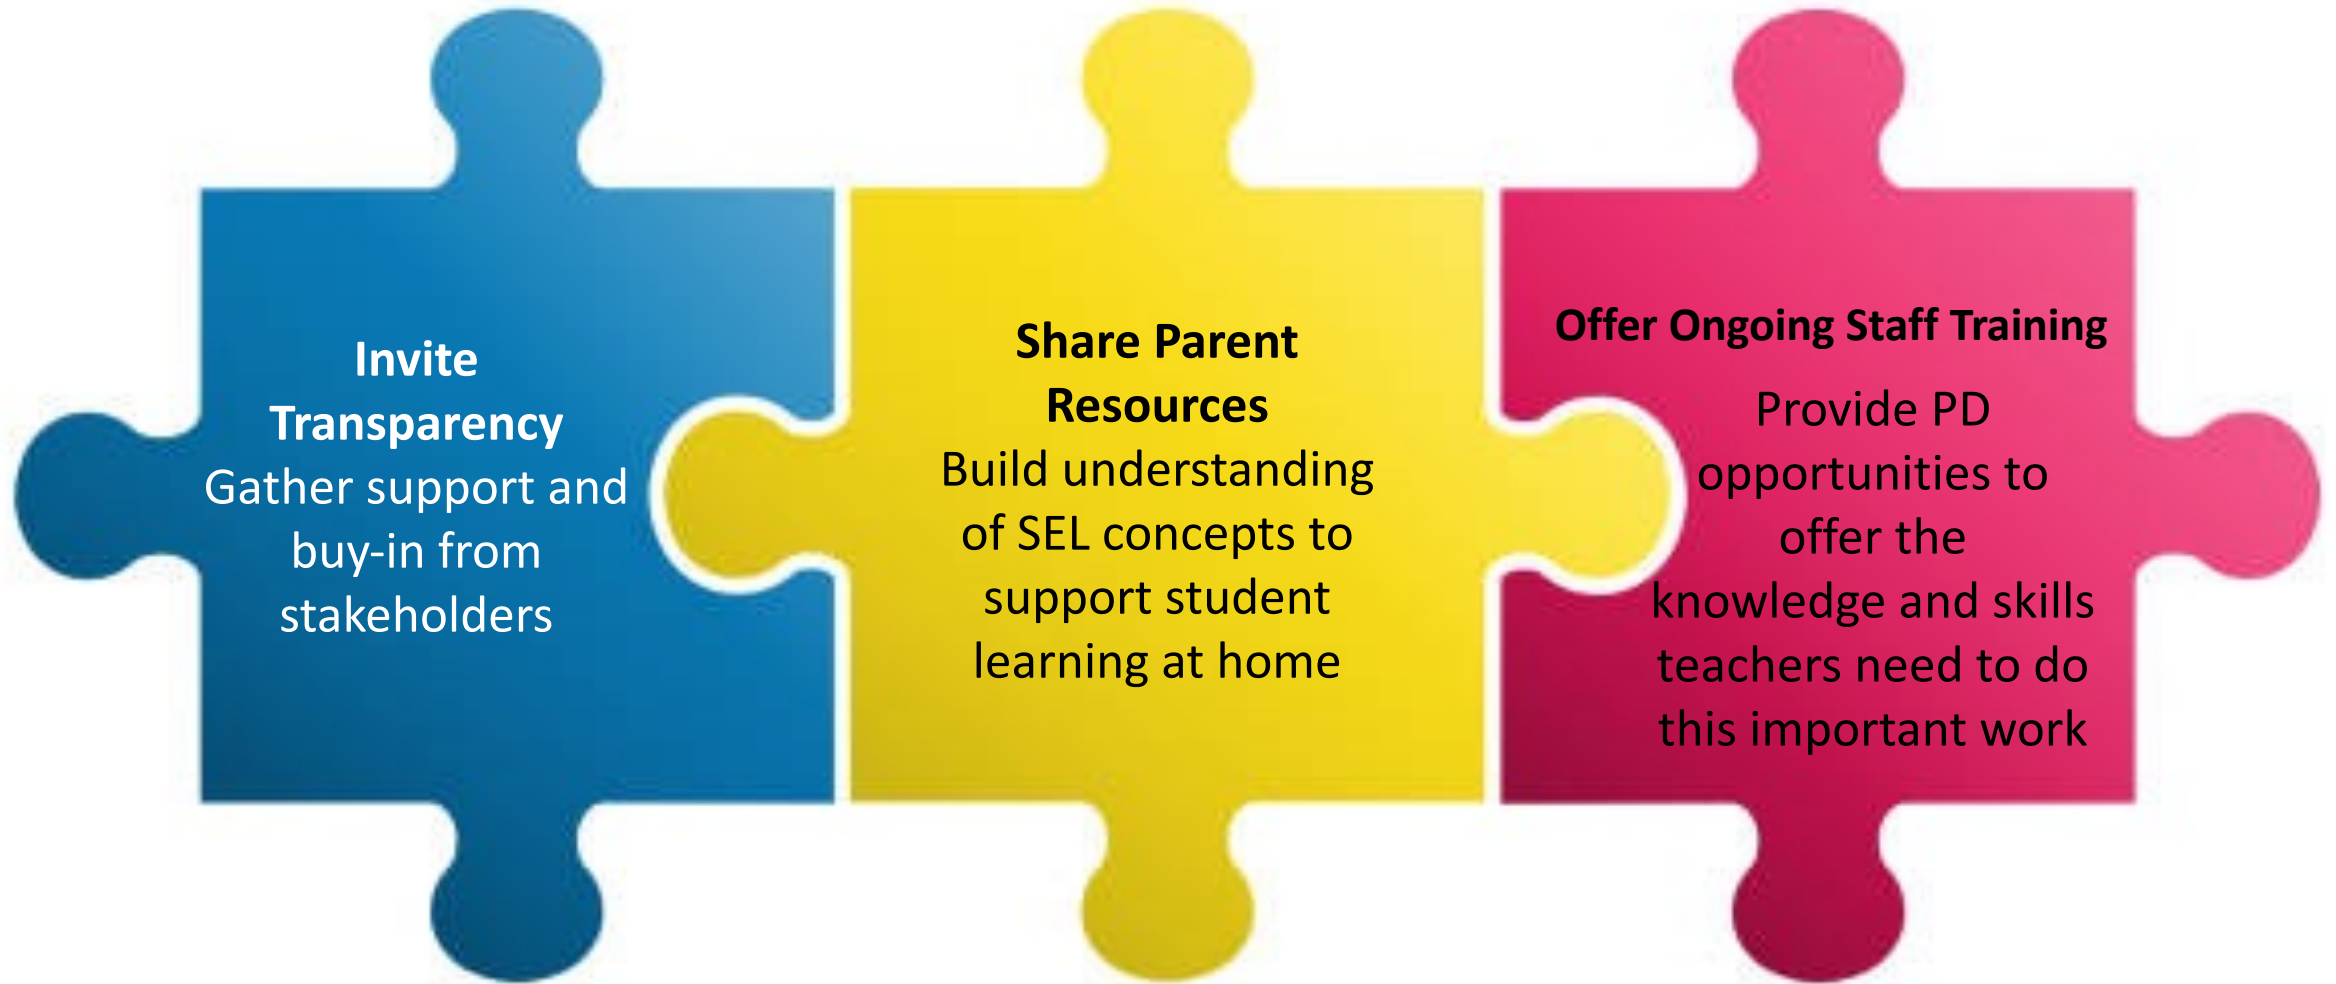 Invite
Transparency
Gather support and
buy-in from
stakeholders
Share Parent
Resources
Build understanding
of SEL concepts to
support student
learning at home
Offer Ongoing Staff Training
Provide PD
opportunities to
offer the
knowledge and skills
teachers need to do
this important work